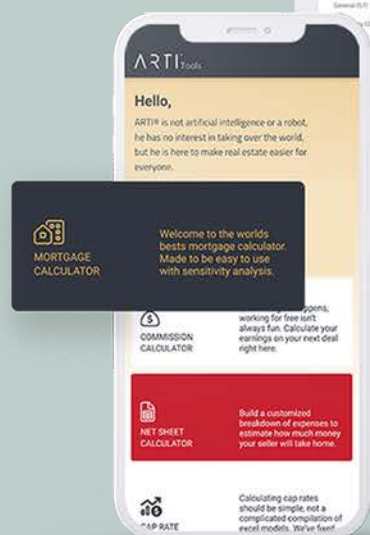 ARTI Tools
Hello,
ARTI® is not artificial intelligence or a robot,
he has no interest in taking over the world,
but he is here to make real estate easier for
everyone.
MORTGAGE
CALCULATOR
Welcome to the worlds
bests mortgage calculator.
Made to be easy to use
with sensitivity analysis.
COMMISSION
CALCULATOR
working for free isn't
always fun. Calculate your
earnings on your next deal
right here.
NET SHEET
CALCULATOR
Build a customized
breakdown of expenses to
estimate how much money
your seller will take home.
CAP RATE
Calculating cap rates
should be simple, not a
complicated compilation of
excel models. We've fixed